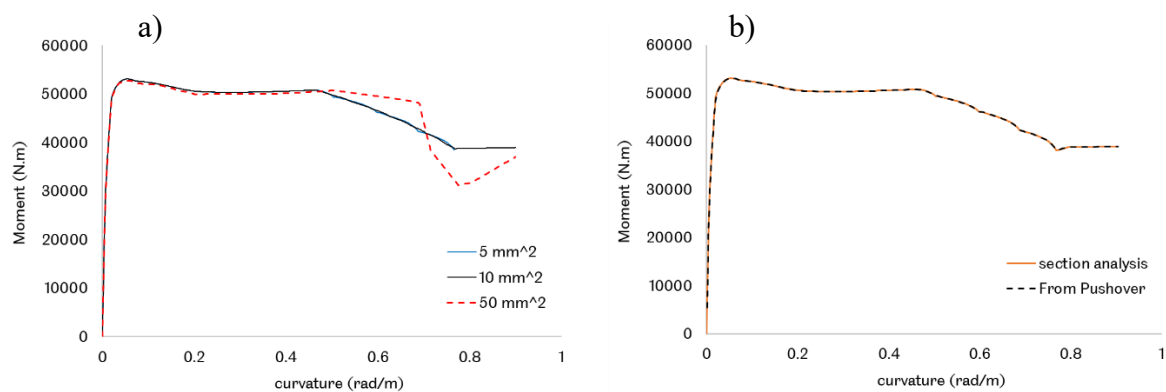 a)
60000
50000
40000
30000
20000
10000
0
Moment (N.m)
0
0.2
0.4
0.6
0.8
1
curvature (rad/m)
5 mm^2
10 mm^2
50 mm^2
b)
60000
50000
40000
30000
20000
10000
0
Moment (N.m)
0
0.2
0.4
0.6
0.8
1
curvature (rad/m)
section analysis
From Pushover